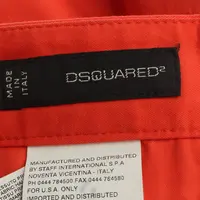 MADE IN
ITALY
DSQUARED²
MANUFACTURED AND DISTRIBUTED
BY STAFF INTERNATIONAL S.P.A
NOVENTA VICENTINA - ITALY
PH 0444 784500 FAX 0444 784560
FOR U.S.A. ONLY
IMPORTED AND DISTRIBUTED